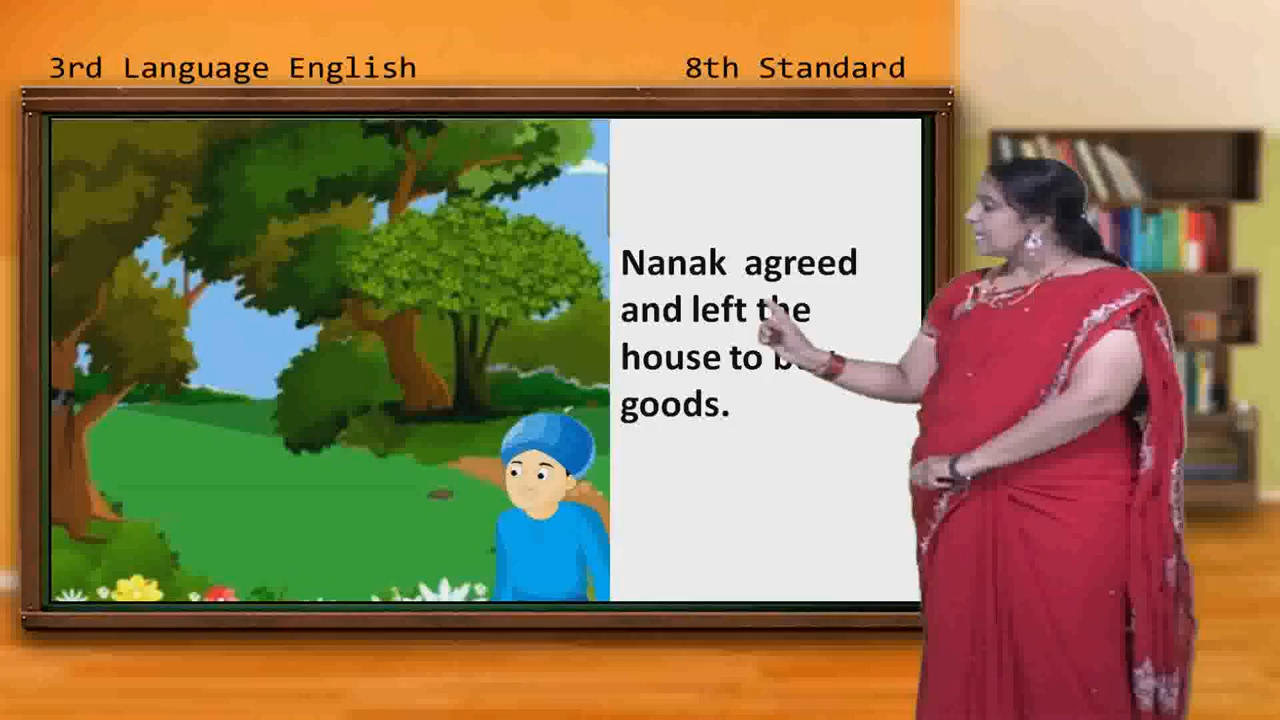 3rd Language English 8th Standard
Nanak agreed
and left the
house to
goods.